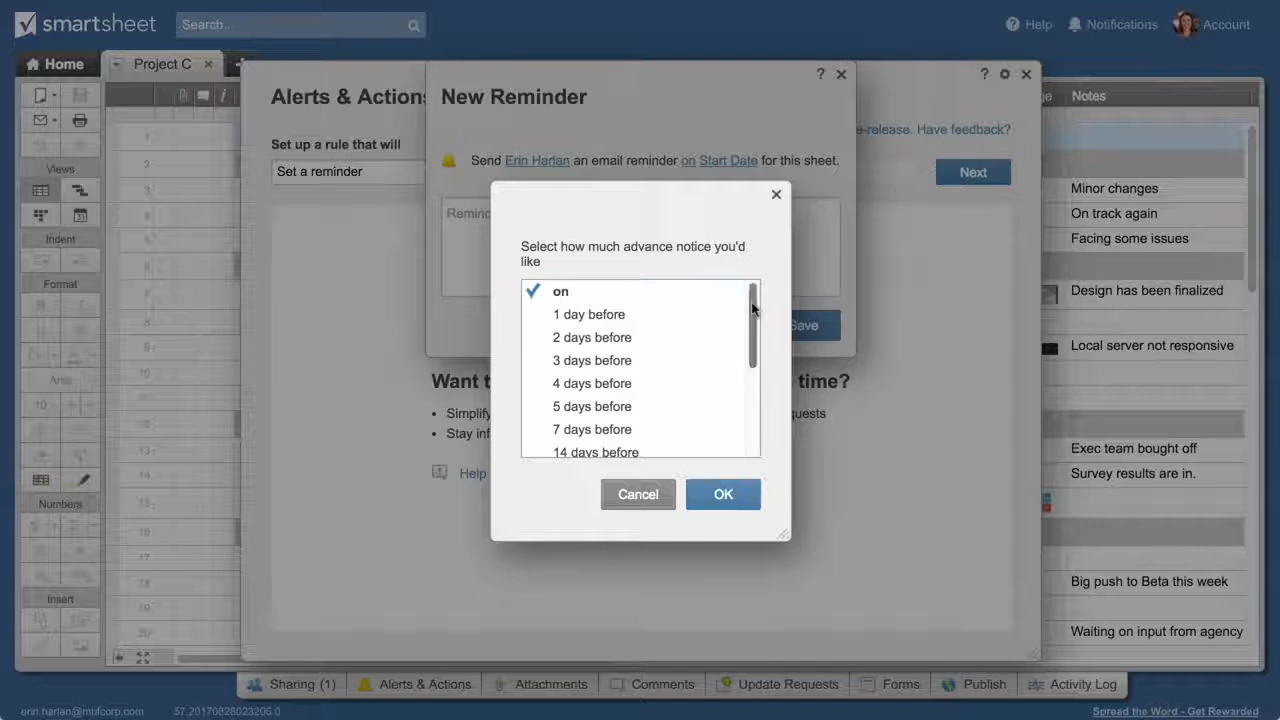 smartsheet
Search...
Help
Notifications
Account
Home
Project C
Alerts & Actions
New Reminder
Notes
Set up a rule that will
Set a reminder
Send Erin Harlan an email reminder on Start Date for this sheet.
e-release. Have feedback?
Next
Views
Indent
Format
Numbers
Insert
Select how much advance notice you'd
like
on
1 day before
2 days before
3 days before
4 days before
5 days before
7 days before
14 days before
Cancel
OK
Save
Want t
time?
Simplify
Stay inf
Help
Minor changes
On track again
Facing some issues
Design has been finalized
Local server not responsive
Exec team bought off
Survey results are in.
Big push to Beta this week
Waiting on input from agency
Sharing (1)
Alerts & Actions
Attachments
Comments
Update Requests
Forms
Publish
Activity Log
erin.harlan@mbfcorp.com
57.20170828023206.0
Spread the Word - Get Rewarded